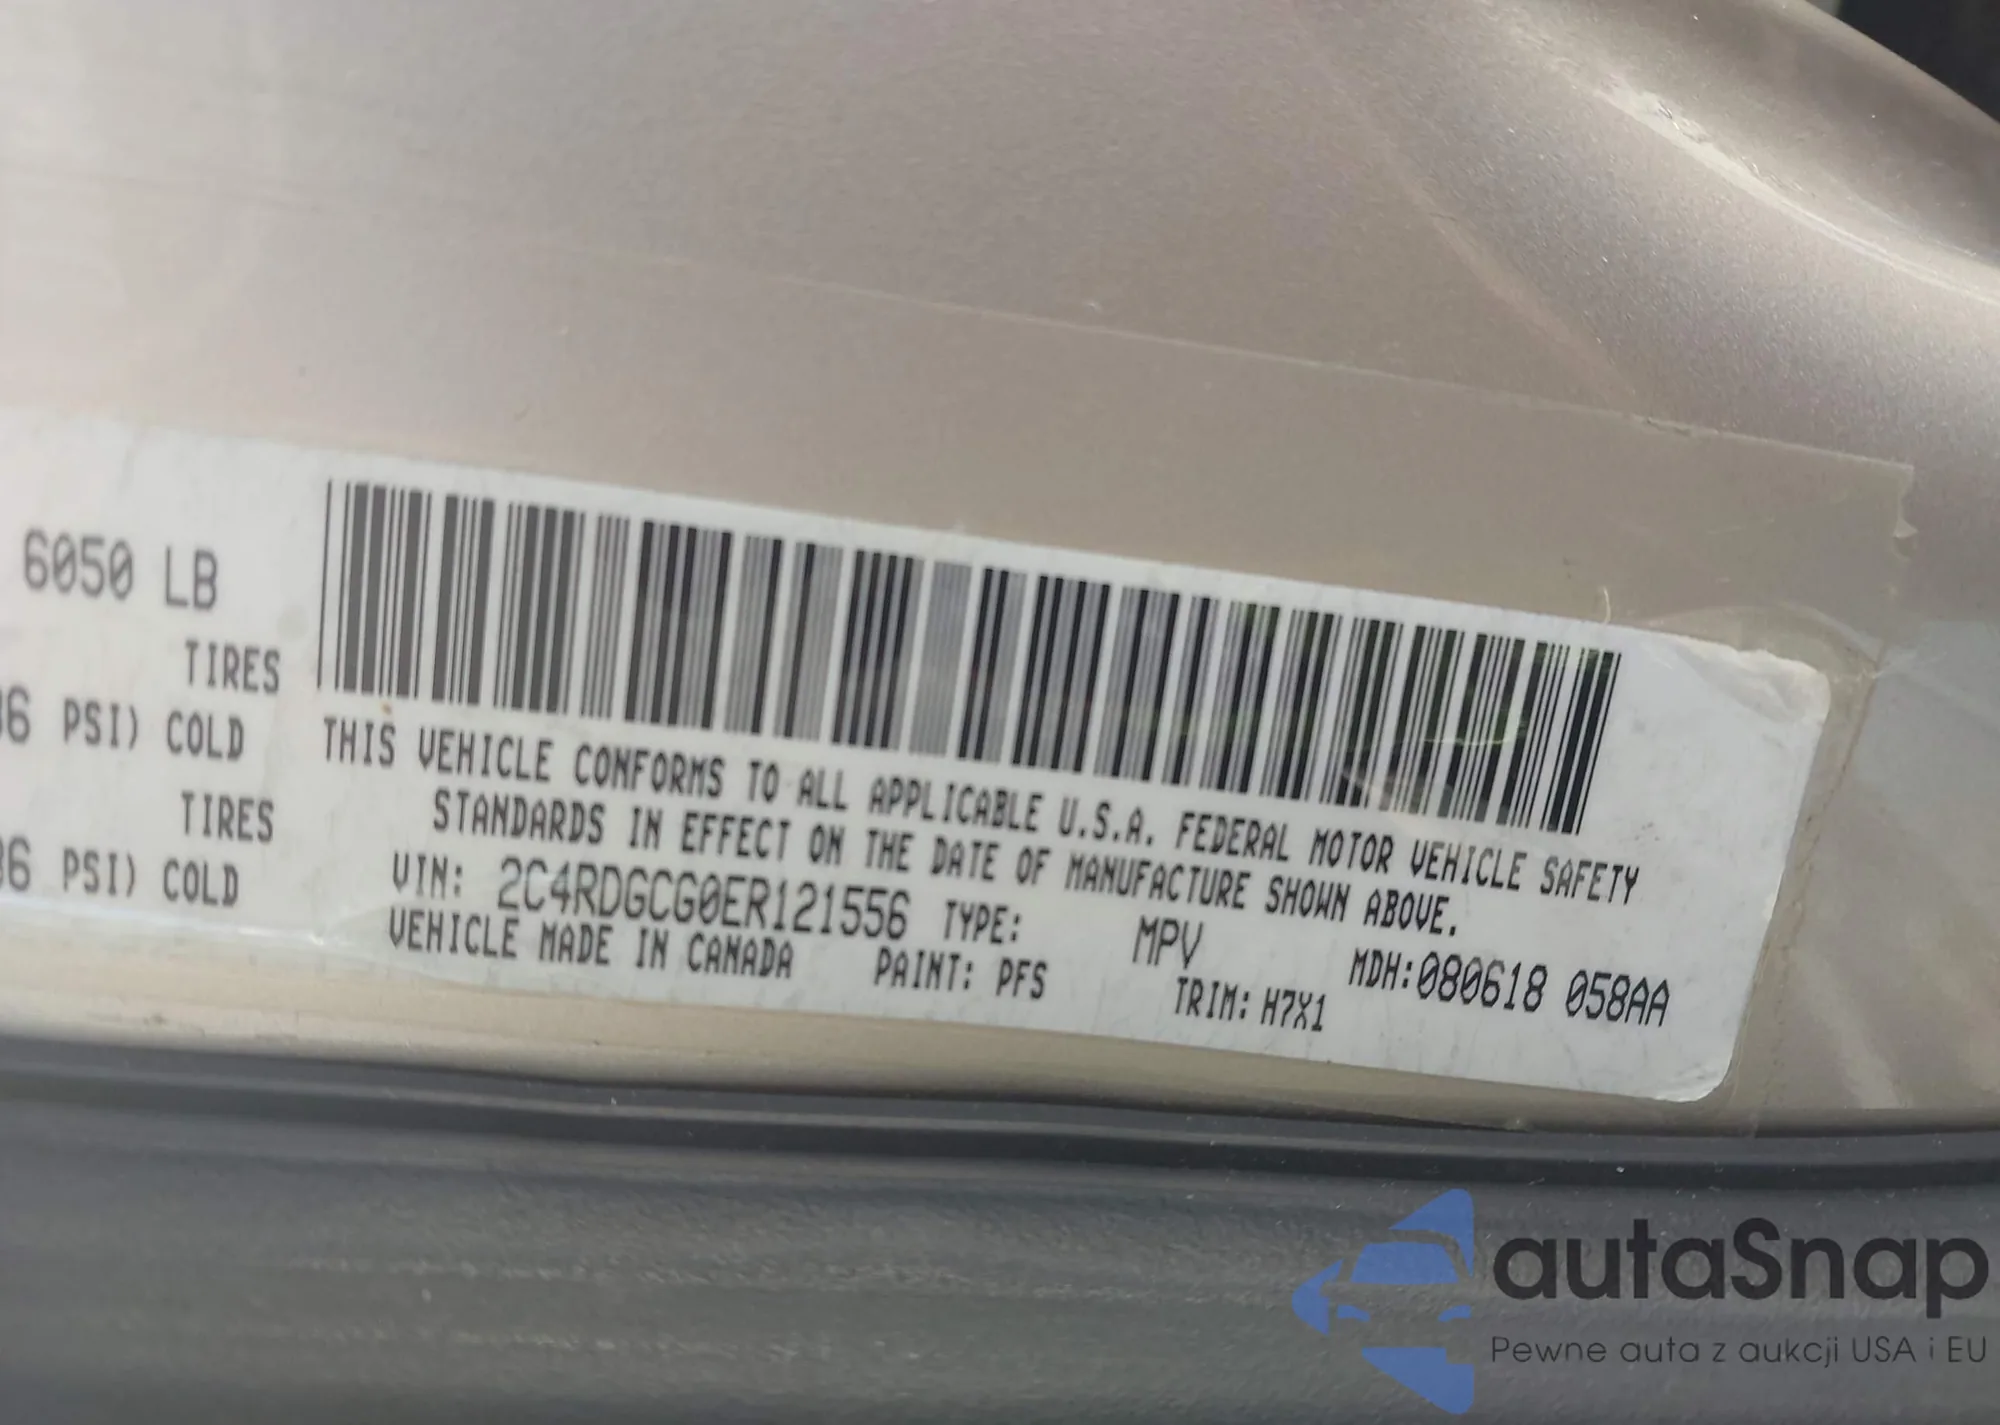 6050 LB
TIRES
36 PSI) COLD
TIRES
36 PSI) COLD
THIS VEHICLE CONFORMS TO ALL APPLICABLE U.S.A. FEDERAL MOTOR VEHICLE SAFETY
STANDARDS IN EFFECT ON THE DATE OF MANUFACTURE SHOWN ABOVE.
VIN: 2C4RDGCG0ER121556 TYPE: MPV MDH:080618 058AA
VEHICLE MADE IN CANADA PAINT: PFS TRIM: H7X1
autaSnap
Pewne auta z aukcji USA i EU